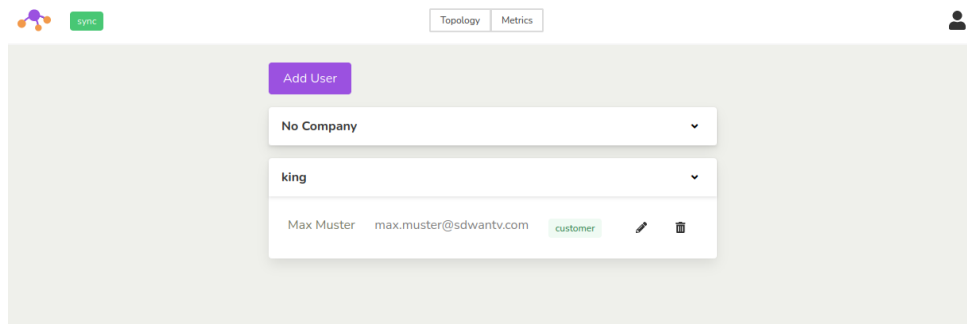 sync
Topology Metrics
Add User
No Company
king
Max Muster max.muster@sdwantv.com customer